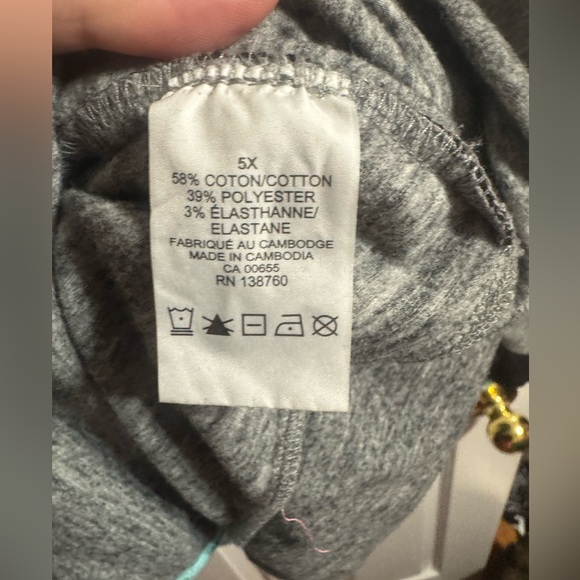 5X
58% COTON/COTTON
39% POLYESTER
3% ÉLASTHANNE/
ELASTANE
FABRIQUÉ AU CAMBODGE
MADE IN CAMBODIA
CA 00655
RN 138760